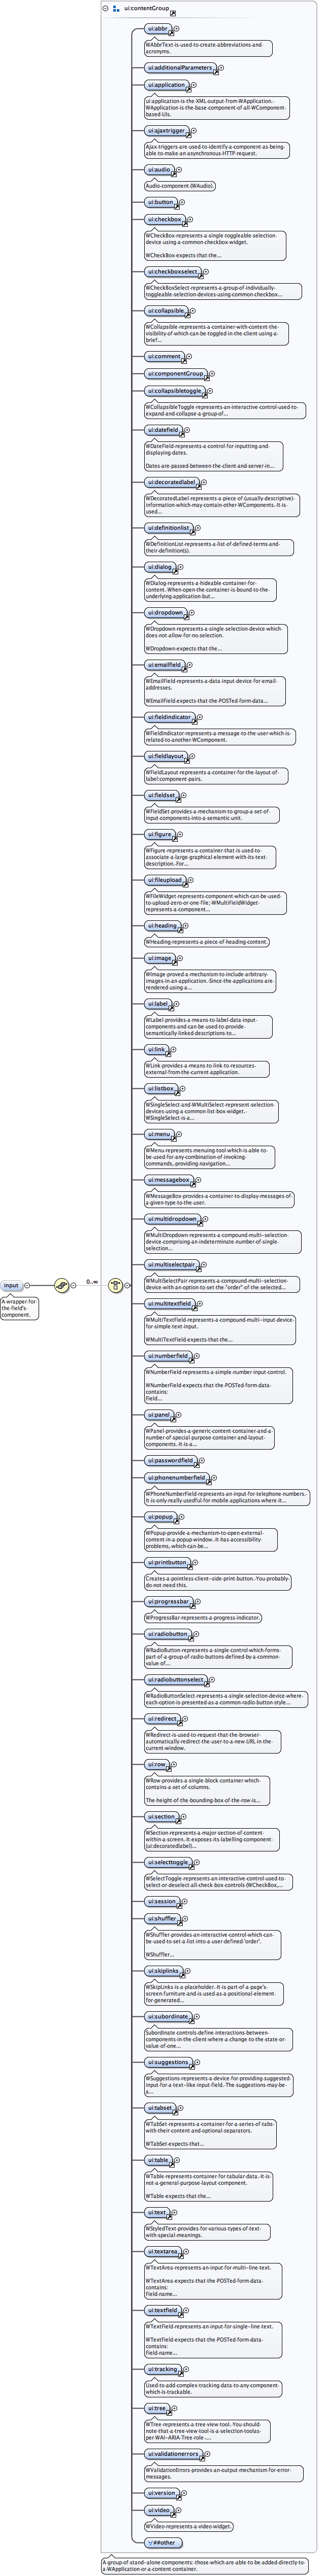 ui:contentGroup
ui:abbr
WAbbrText is used to create abbreviations and
acronyms.
ui:additionalParameters
ui:application
ui:application is the XML output from WApplication.
WApplication is the base component of all WComponent
based UIs.
ui:ajaxtrigger
Ajax triggers are used to identify a component as being
able to make an asynchronous HTTP request.
ui:audio
Audio component (WAudio).
ui:button
ui:checkbox
WCheckBox represents a single toggleable selection
device using a common checkbox widget.
WCheckBox expects that the...
ui:checkboxselect
WCheckBoxSelect represents a group of individually
toggleable selection devices using common checkbox...
ui:collapsible
WCollapsible represents a container with content the
visibility of which can be toggled in the client using a
brief...
ui:comment
ui:componentGroup
ui:collapsibletoggle
WCollapsibleToggle represents an interactive control used to
expand and collapse a group of...
ui:datefield
WDateField represents a control for inputting and
displaying dates.
Dates are passed between the client and server in...
ui:decoratedlabel
WDecoratedLabel represents a piece of (usually descriptive)
information which may contain other WComponents. It is
used...
ui:definitionlist
WDefinitionList represents a list of defined terms and
their definition(s).
ui:dialog
WDialog represents a hideable container for
content. When open the container is bound to the
underlying application but...
ui:dropdown
WDropdown represents a single selection device which
does not allow for no selection.
WDropdown expects that the...
ui:emailfield
WEmailField represents a data input device for email
addresses.
WEmailField expects that the POSTed form data...
ui:fieldindicator
WFieldIndicator represents a message to the user which is
related to another WComponent.
ui:fieldlayout
WFieldLayout represents a container for the layout of
label:component pairs.
ui:fieldset
WFieldSet provides a mechanism to group a set of
input components into a semantic unit.
ui:figure
WFigure represents a container that is used to
associate a large graphical element with its text
description. For...
ui:fileupload
WFileWidget represents component which can be used
to upload zero or one file; WMultiFileWidget
represents a component...
ui:heading
WHeading represents a piece of heading content.
ui:image
WImage proved a mechanism to include arbitrary
images in an application. Since the applications are
rendered using a...
ui:label
WLabel provides a means to label data input
components and can be used to provide
semantically linked descriptions to...
ui:link
WLink provides a means to link to resources
external from the current application.
ui:listbox
WSingleSelect and WMultiSelect represent selection
devices using a common list box widget.
WSingleSelect is a...
ui:menu
WMenu represents menuing tool which is able to
be used for any combination of invoking
commands, providing navigation...
ui:messagebox
WMessageBox provides a container to display messages of
a given type to the user.
ui:multidropdown
WMultiDropdown represents a compound multi-selection
device comprising an indeterminate number of single
selection...
ui:multiselectpair
WMultiSelectPair represents a compound multi-selection
device with an option to set the "order" of the selected...
ui:multitextfield
WMultiTextField represents a compound multi-input device
for simple next input.
WMultiTextField expects that the...
ui:numberfield
WNumberField represents a simple number input control.
WNumberField expects that the POSTed form data
contains:
Field...
ui:panel
WPanel provides a generic content container and a
number of special purpose container and layout
components. It is a...
ui:passwordfield
ui:phonenumberfield
WPhoneNumberField represents an input for telephone numbers.
It is only really usedful for mobile applications where it...
ui:popup
WPopup provide a mechanism to open external
content in a popup window. It has accessibility
problems, which can be...
ui:printbutton
Creates a pointless client-side print button. You probably
do not need this.
ui:progressbar
WProgressBar represents a progress indicator.
ui:radiobutton
WRadioButton represents a single control which forms
part of a group of radio buttons defined by a common
value of...
ui:radiobuttonselect
WRadioButtonSelect represents a single selection device where
each option is presented as a common radio button style...
ui:redirect
WRedirect is used to request that the browser
automatically redirect the user to a new URL in the
current window.
ui:row
WRow provides a single block container which
contains a set of columns.
The height of the bounding box of the row is...
ui:section
WSection represents a major section of content
within a screen. It exposes its labelling component
(ui:decoratedlabel)...
ui:selecttoggle
WSelectToggle represents an interactive control used to
select or deselect all check box controls (WCheckBox,...
ui:session
ui:shuffler
WShuffler provides an interactive control which can
be used to set a list into a user defined 'order'.
WShuffler...
ui:skiplinks
WSkipLinks is a placeholder. It is part of a page's
screen furniture and is used as a positional element
for generated...
ui:subordinate
Subordinate controls define interactions between
components in the client where a change to the state or
value of one...
ui:suggestions
WSuggestions represents a device for providing suggested
input for a text-like input field. The suggestions may be
a...
ui:tabset
WTabSet represents a container for a series of tabs
with their content and optional separators.
WTabSet expects that...
ui:table
WTable represents container for tabular data. It is
not a general purpose layout component.
WTable expects that the...
ui:text
WStyledText provides for various types of text
with special meanings.
ui:textarea
WTextArea represents an input for multi-line text.
WTextArea expects that the POSTed form data
contains:
Field name...
ui:textfield
WTextField represents an input for single-line text.
WTextField expects that the POSTed form data
contains:
Field name...
ui:tracking
Used to add complex tracking data to any component
which is trackable.
ui:tree
WTree represents a tree view tool. You should
note that a tree view tool is a selection tool as
per WAI-ARIA Tree role ....
ui:validationerrors
WValidationErrors provides an output mechanism for error
messages.
ui:version
ui:video
WVideo represents a video widget.
##other
input
0..∞
A wrapper for
the field's
component.
A group of stand-alone components: those which are able to be added directly to
a WApplication or a content container.